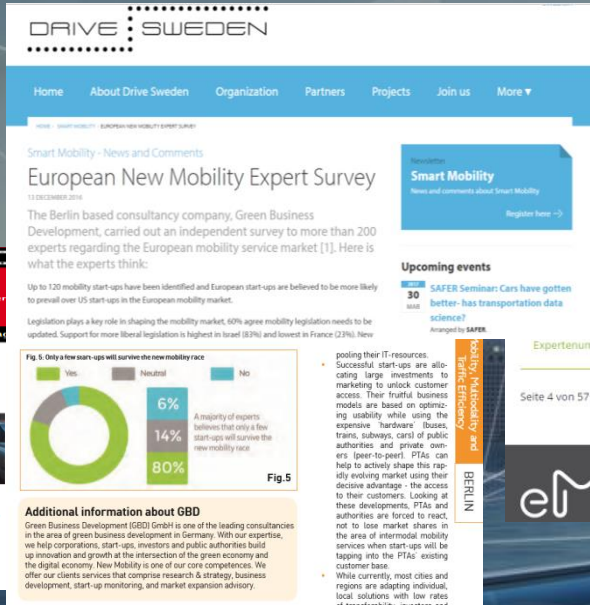 DRIVE SWEDEN
Home About Drive Sweden Organization Partners Projects Join us More ▾
HOME › SMART MOBILITY › EUROPEAN NEW MOBILITY EXPERT SURVEY
Smart Mobility - News and Comments
European New Mobility Expert Survey
13 DECEMBER 2016
The Berlin based consultancy company, Green Business
Development, carried out an independent survey to more than 200
experts regarding the European mobility service market [1]. Here is
what the experts think:
Up to 120 mobility start-ups have been identified and European start-ups are believed to be more likely
to prevail over US start-ups in the European mobility market.
Legislation plays a key role in shaping the mobility market, 60% agree mobility legislation needs to be
updated. Support for more liberal legislation is highest in Israel (83%) and lowest in France (23%). New
Newsletter
Smart Mobility
News and comments about Smart Mobility
Register here →
Upcoming events
2017
30
MAR
SAFER Seminar: Cars have gotten
better- has transportation data
science?
Arranged by SAFER.
Fig. 5: Only a few start-ups will survive the new mobility race
Yes Neutral No
6%
14%
80%
A majority of experts
believes that only a few
start-ups will survive the
new mobility race
Fig.5
Additional information about GBD
Green Business Development (GBD) GmbH is one of the leading consultancies
in the area of green business development in Germany. With our expertise,
we help corporations, start-ups, investors and public authorities build
up innovation and growth at the intersection of the green economy and
the digital economy. New Mobility is one of our core competences. We
offer our clients services that comprise research & strategy, business
development, start-up monitoring, and market expansion advisory.
pooling their IT-resources.
• Successful start-ups are allo-
cating large investments to
marketing to unlock customer
access. Their fruitful business
models are based on optimiz-
ing usability while using the
expensive 'hardware' (buses,
trains, subways, cars) of public
authorities and private own-
ers (peer-to-peer). PTAs can
help to actively shape this rap-
idly evolving market using their
decisive advantage - the access
to their customers. Looking at
these developments, PTAs and
authorities are forced to react,
not to lose market shares in
the area of intermodal mobility
services when start-ups will be
tapping into the PTAs' existing
customer base.
• While currently, most cities and
regions are adapting individual,
local solutions with low rates
of transferability, investors and
Mobility, Multimodality and
Traffic Efficiency
BERLIN
Seite 4 von 57